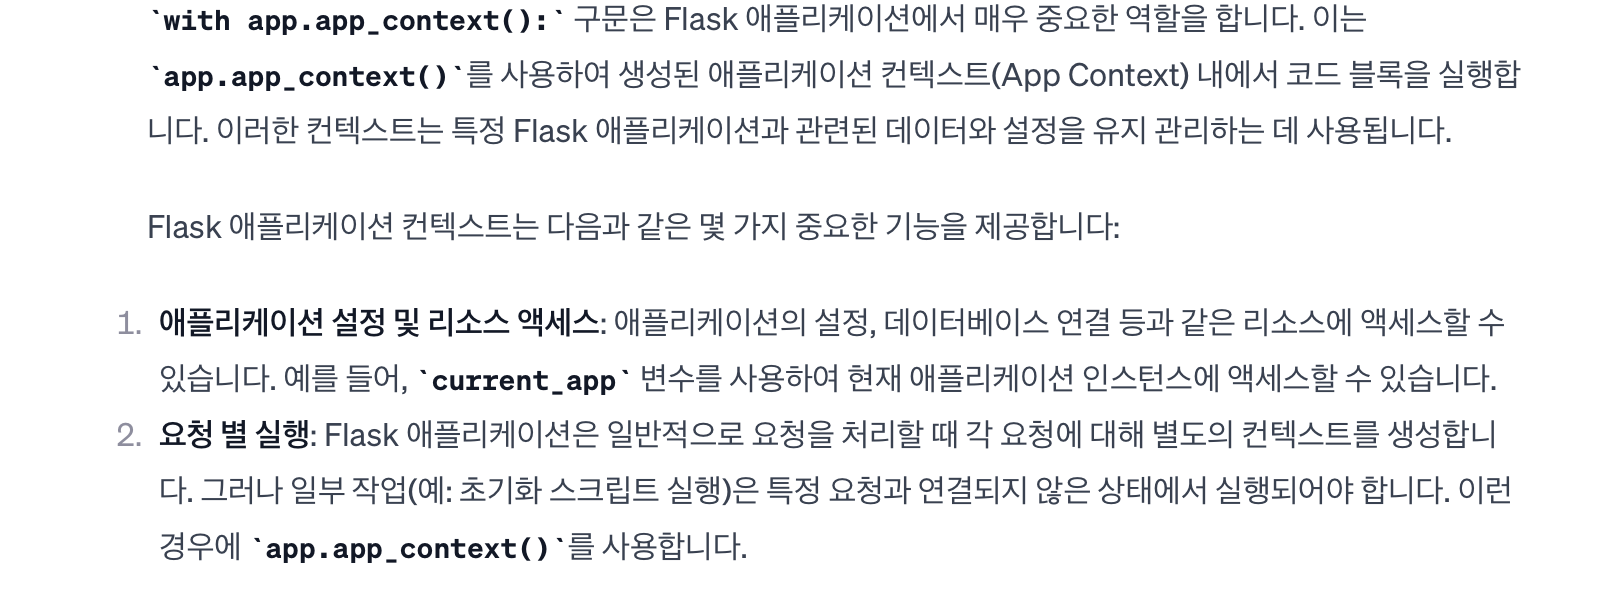 `with app.app_context():` 구문은 Flask 애플리케이션에서 매우 중요한 역할을 합니다. 이는
`app.app_context()`를 사용하여 생성된 애플리케이션 컨텍스트(App Context) 내에서 코드 블록을 실행합
니다. 이러한 컨텍스트는 특정 Flask 애플리케이션과 관련된 데이터와 설정을 유지 관리하는 데 사용됩니다.
Flask 애플리케이션 컨텍스트는 다음과 같은 몇 가지 중요한 기능을 제공합니다:
1. 애플리케이션 설정 및 리소스 액세스: 애플리케이션의 설정, 데이터베이스 연결 등과 같은 리소스에 액세스할 수
있습니다. 예를 들어, `current_app` 변수를 사용하여 현재 애플리케이션 인스턴스에 액세스할 수 있습니다.
2. 요청 별 실행: Flask 애플리케이션은 일반적으로 요청을 처리할 때 각 요청에 대해 별도의 컨텍스트를 생성합니
다. 그러나 일부 작업(예: 초기화 스크립트 실행)은 특정 요청과 연결되지 않은 상태에서 실행되어야 합니다. 이런
경우에 `app.app_context()`를 사용합니다.